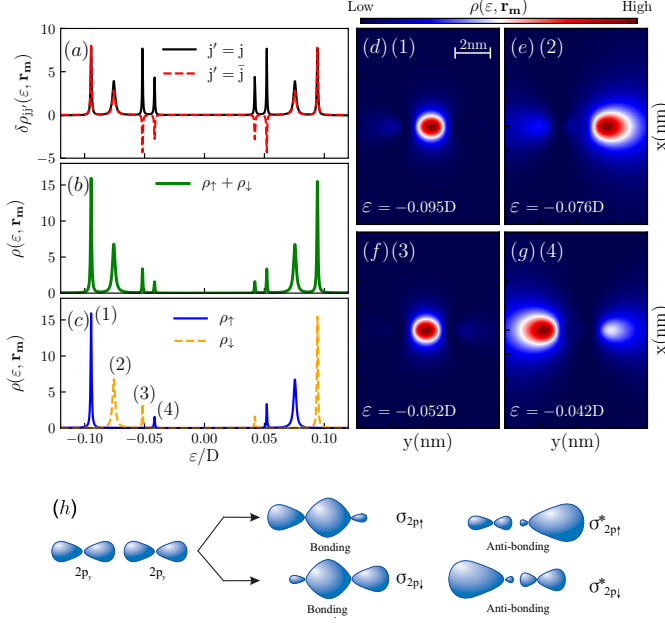 Low ρ(ε, r_m) High
(a)
j′ = j
j′ = j̄
δρ_jj′(ε, r_m)
10
5
0
−5
(b)
ρ↑ + ρ↓
ρ(ε, r_m)
15
10
5
0
(c)
ρ↑
ρ↓
(1)
(2)
(3)
(4)
ρ(ε, r_m)
15
10
5
0
−0.10 −0.05 0.00 0.05 0.10
ε/D
(d) (1)
2nm
ε = −0.095D
(e) (2)
ε = −0.076D
x(nm)
(f) (3)
ε = −0.052D
(g) (4)
ε = −0.042D
x(nm)
y(nm) y(nm)
(h)
2p_y 2p_y
σ_2p↑
Bonding
σ*_2p↑
Anti-bonding
σ_2p↓
Bonding
σ*_2p↓
Anti-bonding